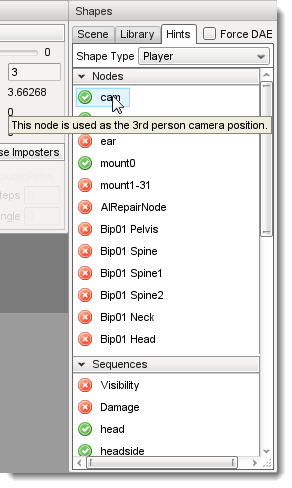 Shapes
Scene Library Hints Force DAE
0
Shape Type Player
Nodes
3
cam
3.66268
0
This node is used as the 3rd person camera position.
ear
se Imposters
mount0
mount1-31
AIRepairNode
Bip01 Pelvis
Bip01 Spine
Bip01 Spine1
Bip01 Spine2
Bip01 Neck
Bip01 Head
Sequences
Visibility
Damage
head
headside